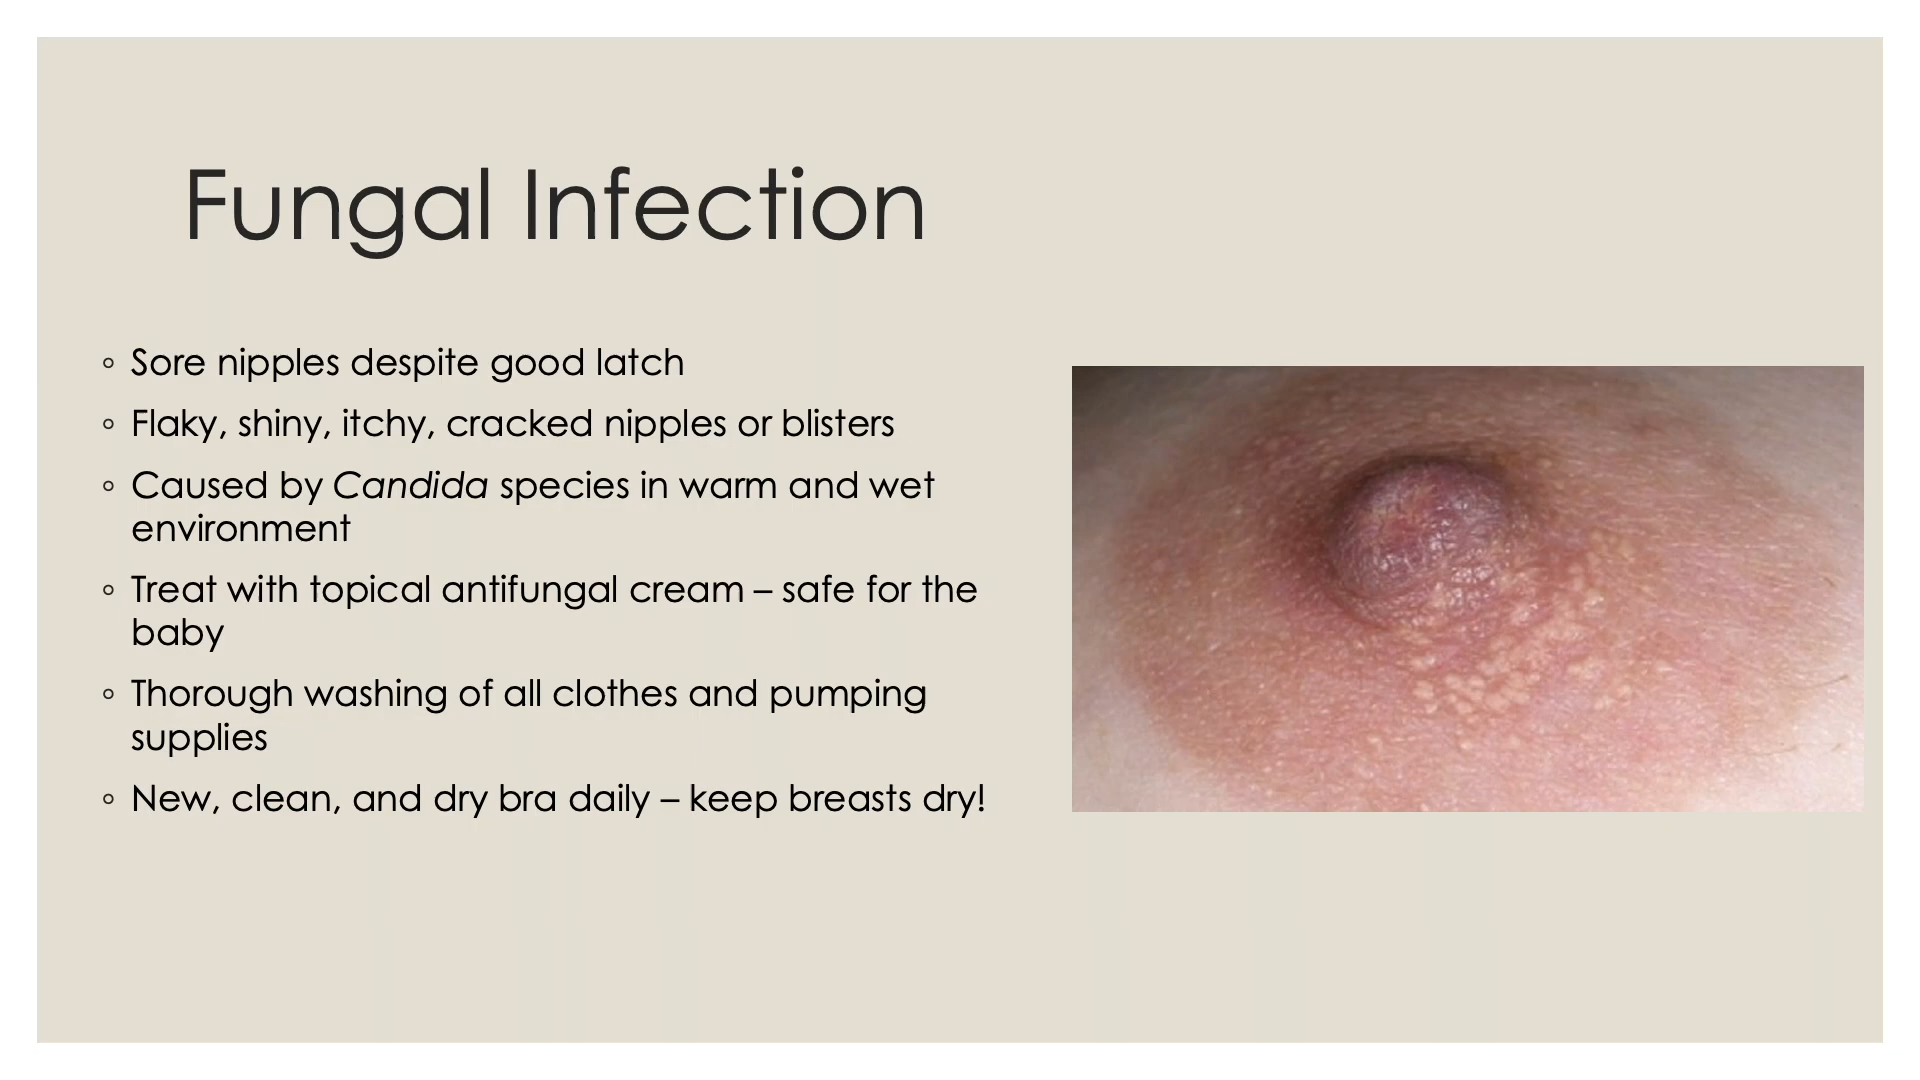 Fungal Infection
◦ Sore nipples despite good latch
◦ Flaky, shiny, itchy, cracked nipples or blisters
◦ Caused by Candida species in warm and wet
environment
◦ Treat with topical antifungal cream – safe for the
baby
◦ Thorough washing of all clothes and pumping
supplies
◦ New, clean, and dry bra daily – keep breasts dry!